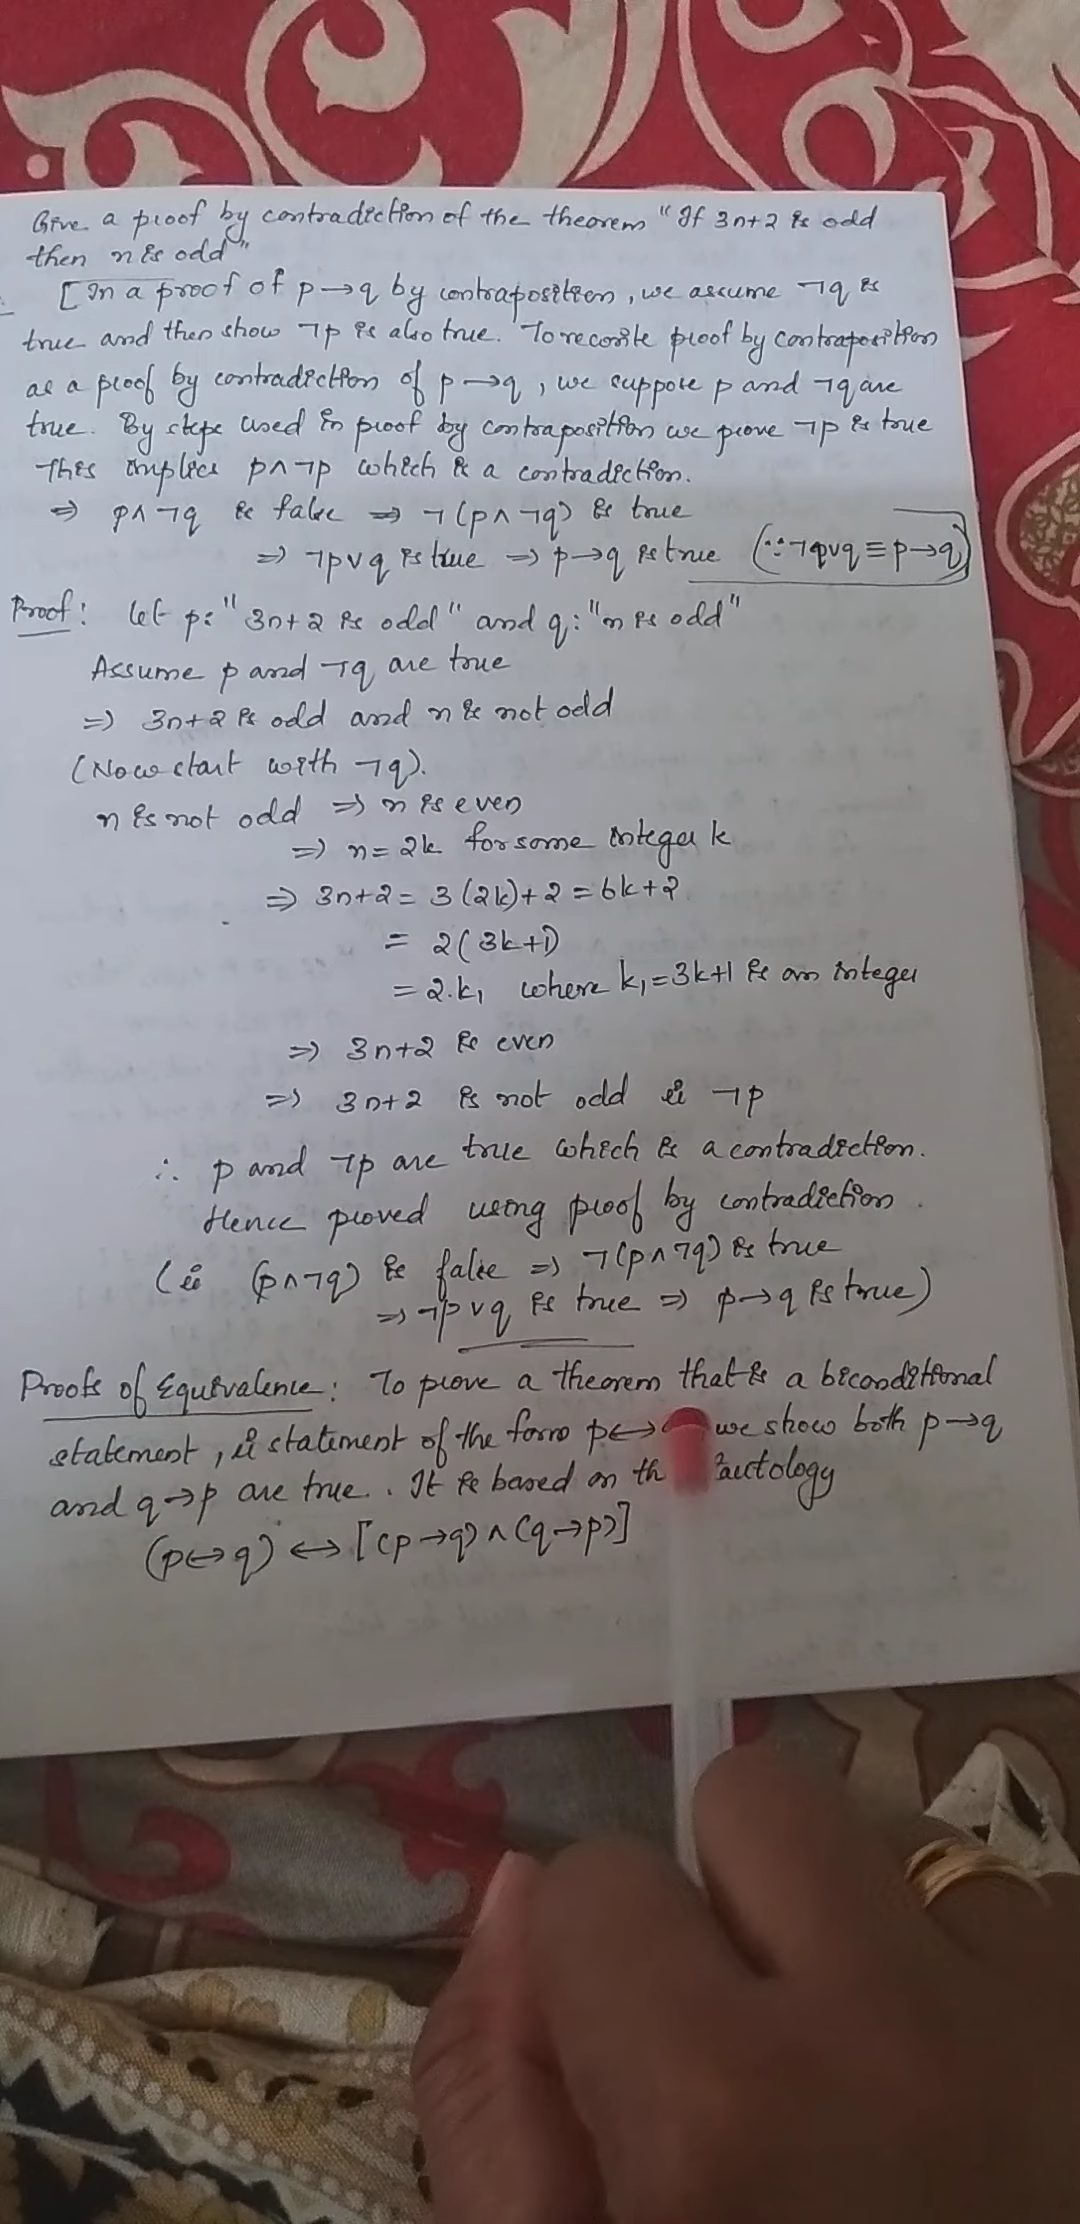 Give a proof by contradiction of the theorem "If 3n+2 is odd
then n is odd"
[In a proof of p→q by contraposition, we assume ¬q is
true and then show ¬p is also true. To rewrite proof by contraposition
as a proof by contradiction of p→q, we suppose p and ¬q are
true. By steps used in proof by contraposition we prove ¬p is true
This implies p∧¬p which is a contradiction.
⇒ p∧¬q is false ⇒ ¬(p∧¬q) is true
⇒ ¬p∨q is true ⇒ p→q is true (∵¬p∨q≡p→q)]
Proof: let p:"3n+2 is odd" and q:"n is odd"
Assume p and ¬q are true
⇒ 3n+2 is odd and n is not odd
(Now start with ¬q).
n is not odd ⇒ n is even
⇒ n=2k for some integer k
⇒ 3n+2 = 3(2k)+2 = 6k+2
= 2(3k+1)
= 2.k₁ where k₁=3k+1 is an integer
⇒ 3n+2 is even
⇒ 3n+2 is not odd ie ¬p
∴ p and ¬p are true which is a contradiction.
Hence proved using proof by contradiction.
(ie (p∧¬q) is false ⇒ ¬(p∧¬q) is true
⇒ ¬p∨q is true ⇒ p→q is true)
Proofs of Equivalence: To prove a theorem that is a biconditional
statement, ie statement of the form p↔ we show both p→q
and q→p are true. It is based on th tautology
(p↔q)↔[(p→q)∧(q→p)]